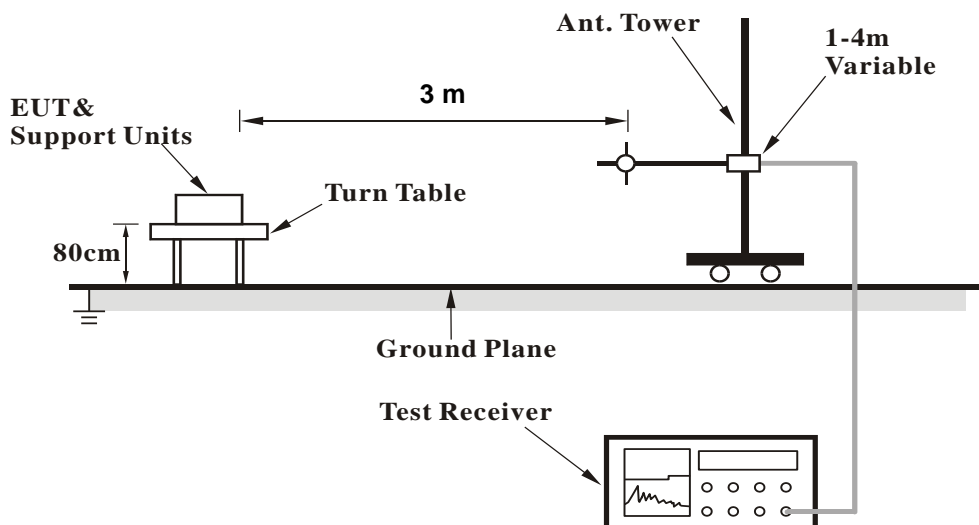 Ant. Tower
1-4m
Variable
3 m
EUT&
Support Units
Turn Table
80cm
Ground Plane
Test Receiver